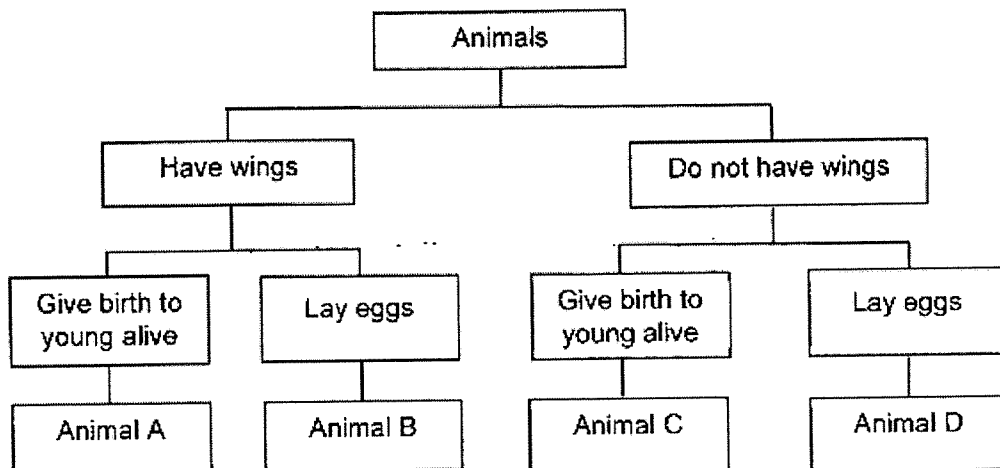 Animals
Have wings
Do not have wings
Give birth to
young alive
Lay eggs
Give birth to
young alive
Lay eggs
Animal A
Animal B
Animal C
Animal D